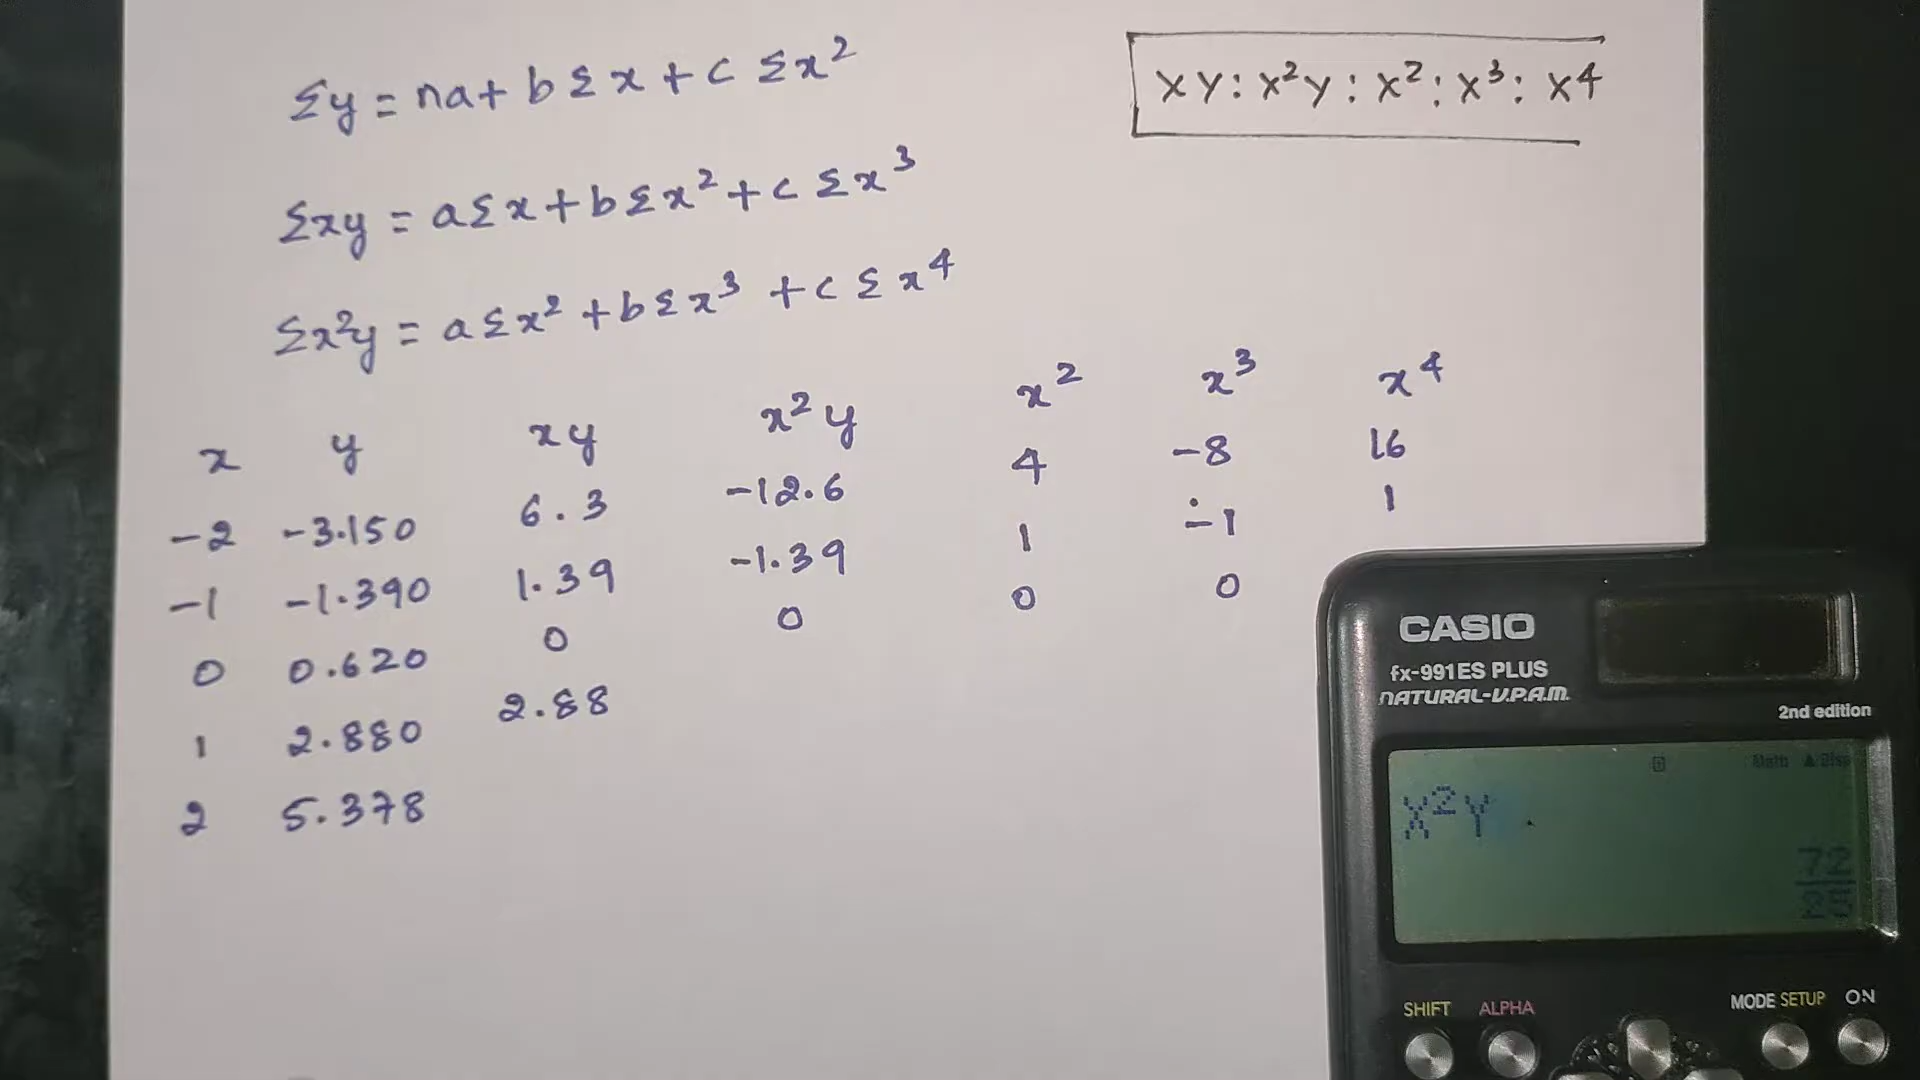 Σy = na + bΣx + cΣx²
XY : X²Y : X² : X³ : X⁴
Σxy = aΣx + bΣx² + cΣx³
Σx²y = aΣx² + bΣx³ + cΣx⁴
x y xy x²y x² x³ x⁴
-2 -3.150 6.3 -12.6 4 -8 16
-1 -1.390 1.39 -1.39 1 -1 1
0 0.620 0 0 0 0
1 2.880 2.88
2 5.378
CASIO
fx-991ES PLUS
NATURAL-V.P.A.M.
2nd edition
Math ▲ Disp
X²Y
72
SHIFT ALPHA MODE SETUP ON